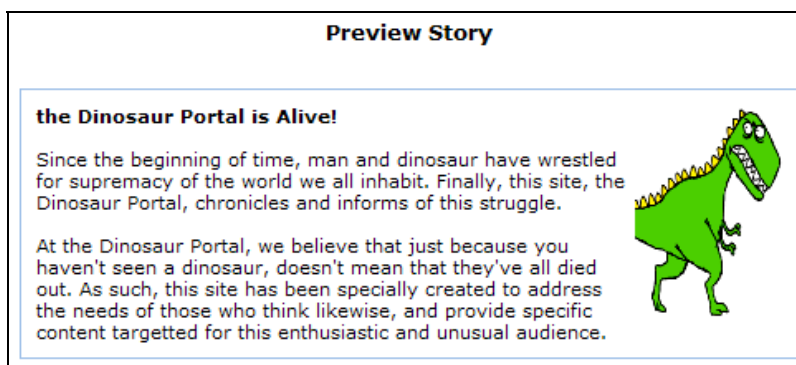 Preview Story
the Dinosaur Portal is Alive!
Since the beginning of time, man and dinosaur have wrestled
for supremacy of the world we all inhabit. Finally, this site, the
Dinosaur Portal, chronicles and informs of this struggle.
At the Dinosaur Portal, we believe that just because you
haven't seen a dinosaur, doesn't mean that they've all died
out. As such, this site has been specially created to address
the needs of those who think likewise, and provide specific
content targetted for this enthusiastic and unusual audience.